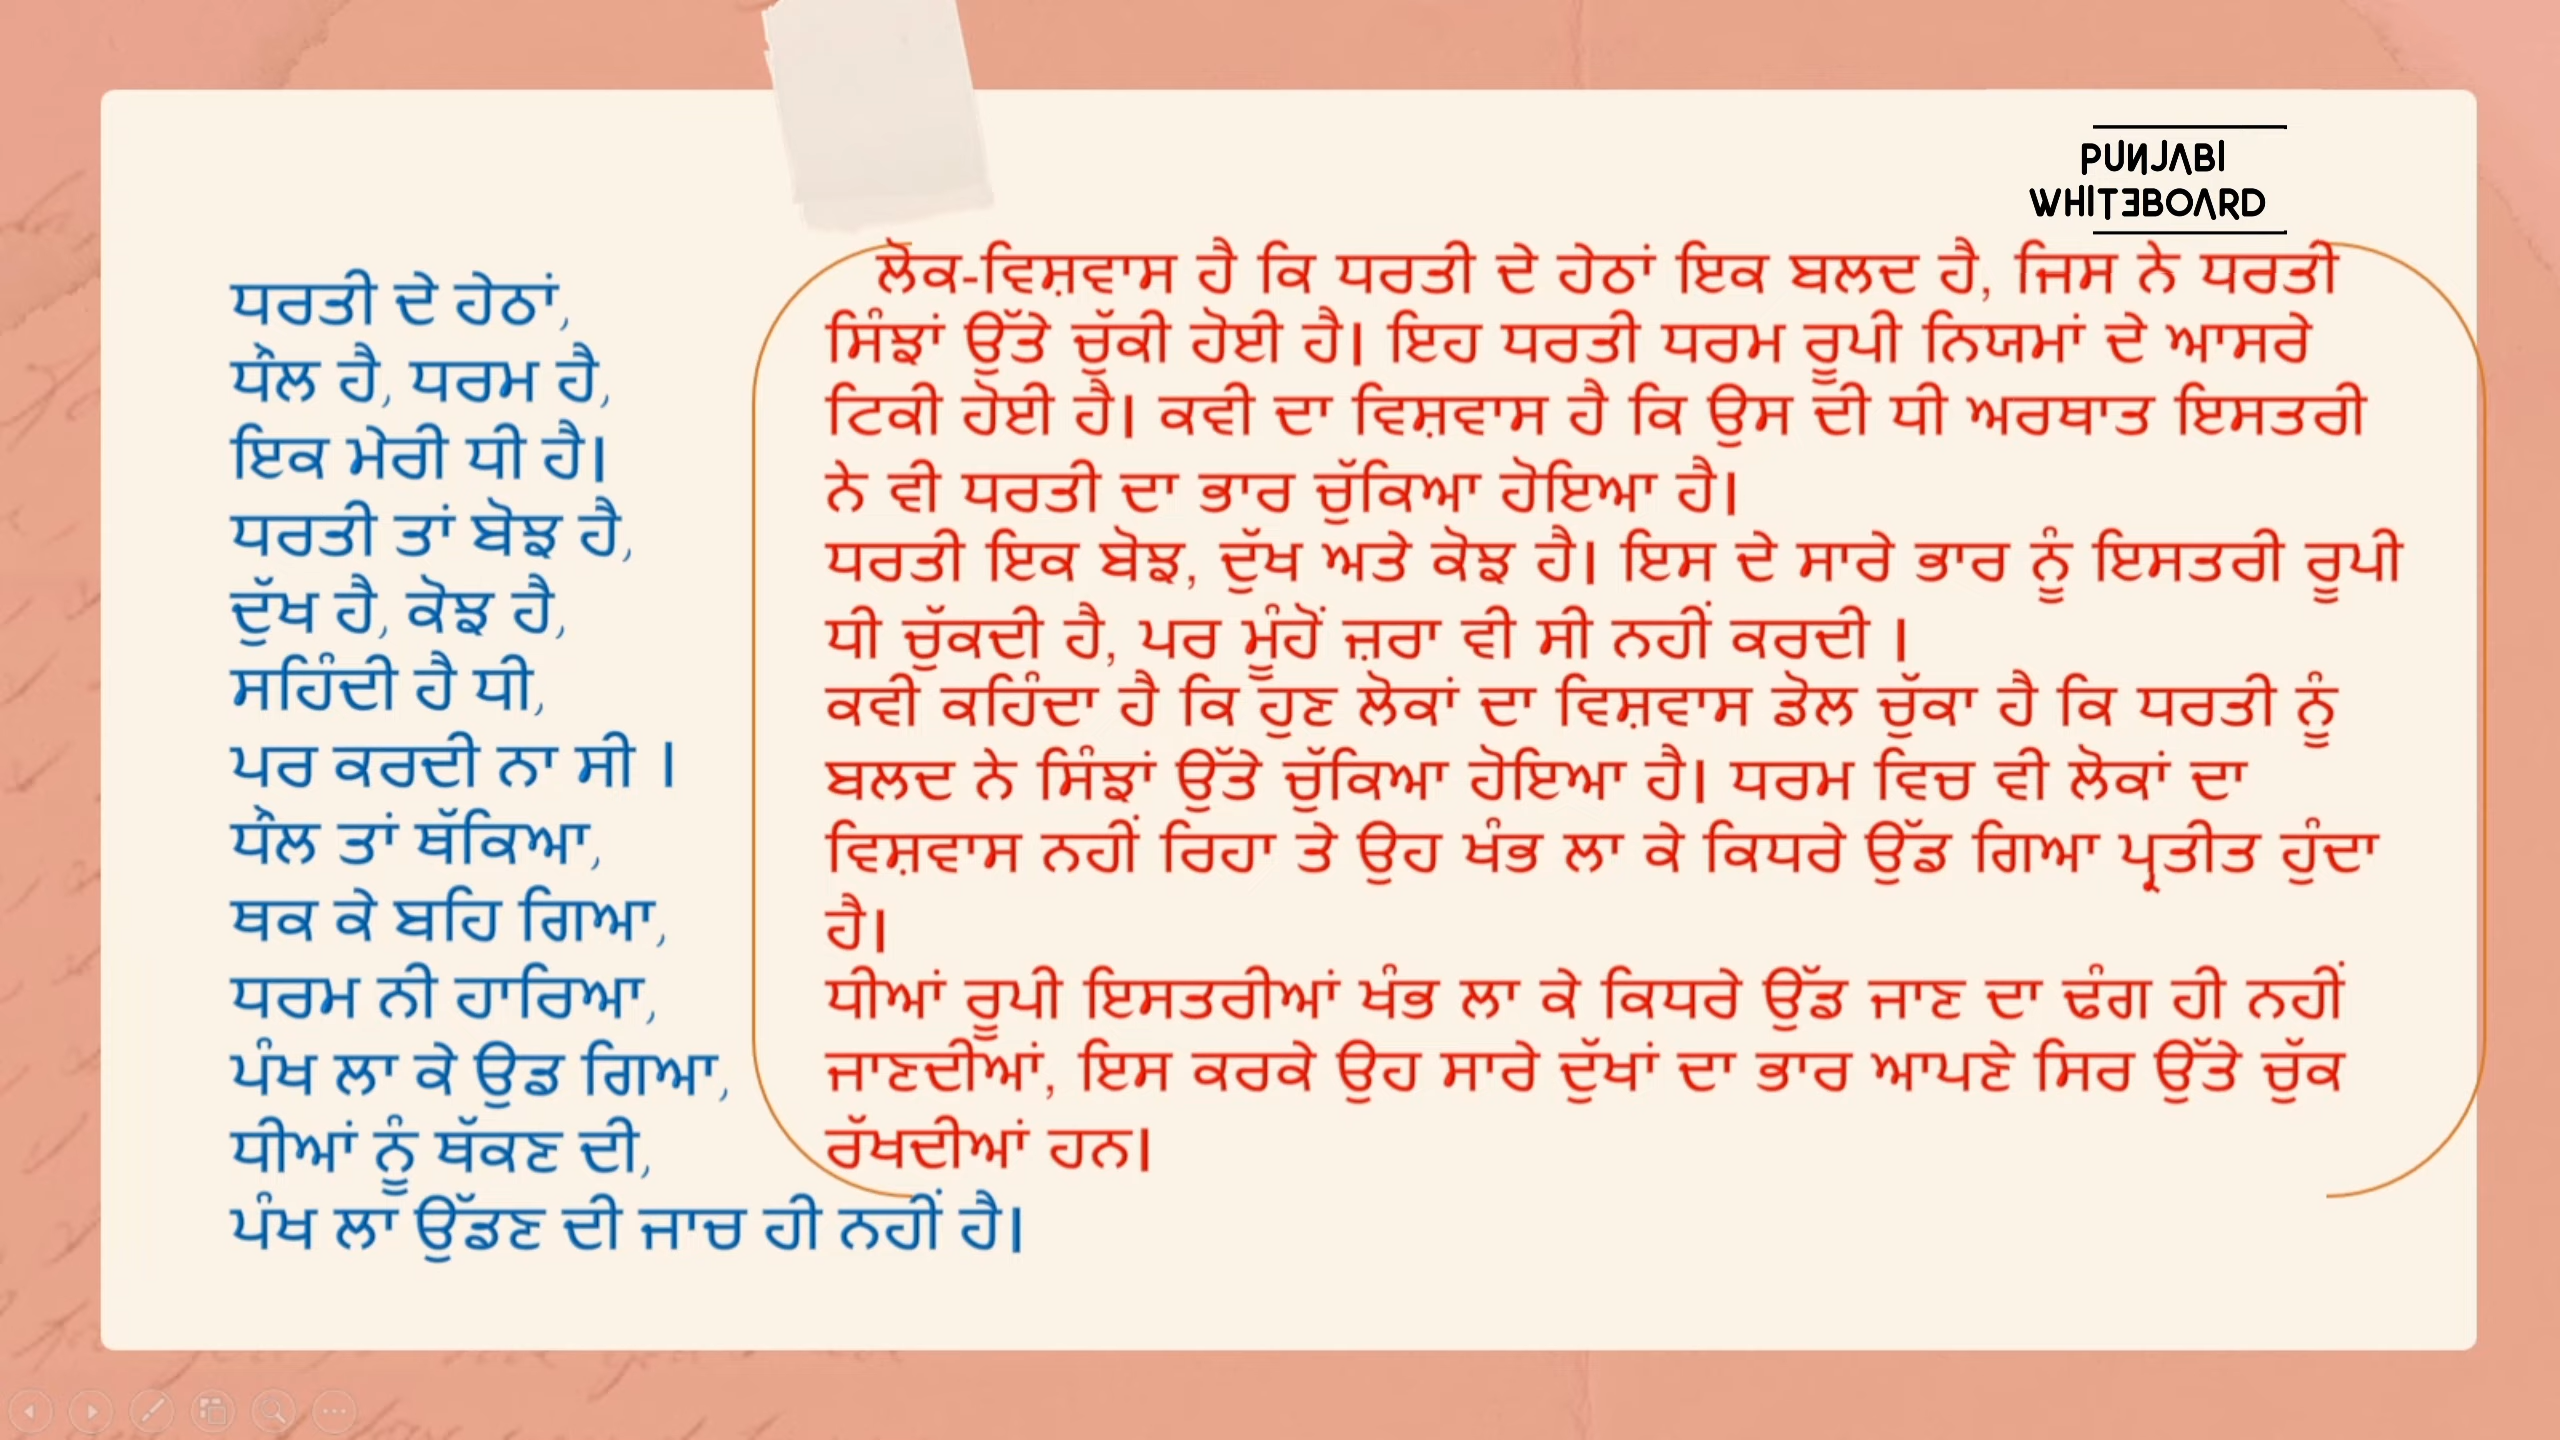 PUNJABI
WHITEBOARD
ਧਰਤੀ ਦੇ ਹੇਠਾਂ,
ਧੌਲ ਹੈ, ਧਰਮ ਹੈ,
ਇਕ ਮੇਰੀ ਧੀ ਹੈ।
ਧਰਤੀ ਤਾਂ ਬੋਝ ਹੈ,
ਦੁੱਖ ਹੈ, ਕੋਝ ਹੈ,
ਸਹਿੰਦੀ ਹੈ ਧੀ,
ਪਰ ਕਰਦੀ ਨਾ ਸੀ ।
ਧੌਲ ਤਾਂ ਥੱਕਿਆ,
ਥਕ ਕੇ ਬਹਿ ਗਿਆ,
ਧਰਮ ਨੀ ਹਾਰਿਆ,
ਪੰਖ ਲਾ ਕੇ ਉਡ ਗਿਆ,
ਧੀਆਂ ਨੂੰ ਥੱਕਣ ਦੀ,
ਪੰਖ ਲਾ ਉੱਡਣ ਦੀ ਜਾਚ ਹੀ ਨਹੀਂ ਹੈ।
ਲੋਕ-ਵਿਸ਼ਵਾਸ ਹੈ ਕਿ ਧਰਤੀ ਦੇ ਹੇਠਾਂ ਇਕ ਬਲਦ ਹੈ, ਜਿਸ ਨੇ ਧਰਤੀ
ਸਿੰਙਾਂ ਉੱਤੇ ਚੁੱਕੀ ਹੋਈ ਹੈ। ਇਹ ਧਰਤੀ ਧਰਮ ਰੂਪੀ ਨਿਯਮਾਂ ਦੇ ਆਸਰੇ
ਟਿਕੀ ਹੋਈ ਹੈ। ਕਵੀ ਦਾ ਵਿਸ਼ਵਾਸ ਹੈ ਕਿ ਉਸ ਦੀ ਧੀ ਅਰਥਾਤ ਇਸਤਰੀ
ਨੇ ਵੀ ਧਰਤੀ ਦਾ ਭਾਰ ਚੁੱਕਿਆ ਹੋਇਆ ਹੈ।
ਧਰਤੀ ਇਕ ਬੋਝ, ਦੁੱਖ ਅਤੇ ਕੋਝ ਹੈ। ਇਸ ਦੇ ਸਾਰੇ ਭਾਰ ਨੂੰ ਇਸਤਰੀ ਰੂਪੀ
ਧੀ ਚੁੱਕਦੀ ਹੈ, ਪਰ ਮੂੰਹੋਂ ਜ਼ਰਾ ਵੀ ਸੀ ਨਹੀਂ ਕਰਦੀ ।
ਕਵੀ ਕਹਿੰਦਾ ਹੈ ਕਿ ਹੁਣ ਲੋਕਾਂ ਦਾ ਵਿਸ਼ਵਾਸ ਡੋਲ ਚੁੱਕਾ ਹੈ ਕਿ ਧਰਤੀ ਨੂੰ
ਬਲਦ ਨੇ ਸਿੰਙਾਂ ਉੱਤੇ ਚੁੱਕਿਆ ਹੋਇਆ ਹੈ। ਧਰਮ ਵਿਚ ਵੀ ਲੋਕਾਂ ਦਾ
ਵਿਸ਼ਵਾਸ ਨਹੀਂ ਰਿਹਾ ਤੇ ਉਹ ਖੰਭ ਲਾ ਕੇ ਕਿਧਰੇ ਉੱਡ ਗਿਆ ਪ੍ਰਤੀਤ ਹੁੰਦਾ
ਹੈ।
ਧੀਆਂ ਰੂਪੀ ਇਸਤਰੀਆਂ ਖੰਭ ਲਾ ਕੇ ਕਿਧਰੇ ਉੱਡ ਜਾਣ ਦਾ ਢੰਗ ਹੀ ਨਹੀਂ
ਜਾਣਦੀਆਂ, ਇਸ ਕਰਕੇ ਉਹ ਸਾਰੇ ਦੁੱਖਾਂ ਦਾ ਭਾਰ ਆਪਣੇ ਸਿਰ ਉੱਤੇ ਚੁੱਕ
ਰੱਖਦੀਆਂ ਹਨ।